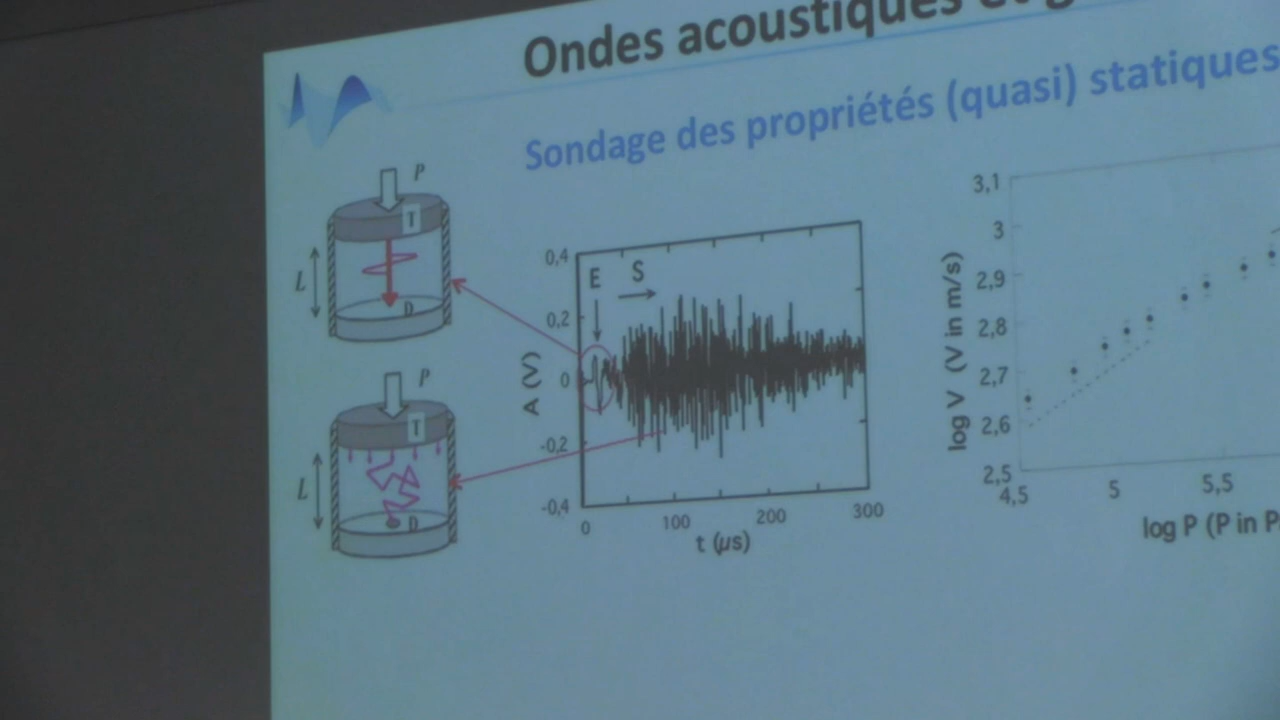 Ondes acoustiques et
Sondage des propriétés (quasi) statiques
P
T
L
D
P
T
L
D
A (V)
0,4
0,2
0
-0,2
-0,4
E
S
0
100
200
300
t (µs)
log V (V in m/s)
3,1
3
2,9
2,8
2,7
2,6
2,5
4,5
5
5,5
log P (P in